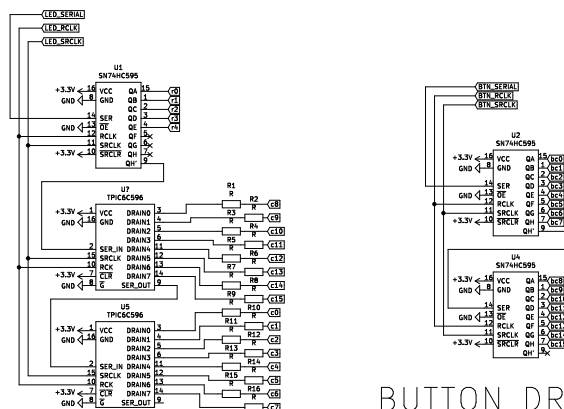 LED_SERIAL
LED_RCLK
LED_SRCLK
U1
SN74HC595
+3.3V 16 VCC QA 15 r0
GND 8 GND QB 1 r1
QC 2 r2
14 SER QD 3 r3
GND 13 OE QE 4 r4
12 RCLK QF 5
11 SRCLK QG 6
+3.3V 10 SRCLR QH 7
QH' 9
U?
TPIC6C596
+3.3V 1 VCC DRAIN0 3
GND 16 GND DRAIN1 4
DRAIN2 5
DRAIN3 6
2 SER_IN DRAIN4 11
15 SRCLK DRAIN5 12
10 RCK DRAIN6 13
+3.3V 7 CLR DRAIN7 14
GND 8 G SER_OUT 9
R1
R
R2
R c8
R3
R c9
R4
R c10
R5
R c11
R6
R c12
R7
R c13
R8
R c14
R9
R c15
R10
R c0
R11
R c1
R12
R c2
R13
R c3
R14
R c4
R15
R c5
R16
R c6
c7
U5
TPIC6C596
+3.3V 1 VCC DRAIN0 3
GND 16 GND DRAIN1 4
DRAIN2 5
DRAIN3 6
2 SER_IN DRAIN4 11
15 SRCLK DRAIN5 12
10 RCK DRAIN6 13
+3.3V 7 CLR DRAIN7 14
GND 8 G SER_OUT 9
BTN_SERIAL
BTN_RCLK
BTN_SRCLK
U2
SN74HC595
+3.3V 16 VCC QA 15 bc0
GND 8 GND QB 1 bc1
QC 2 bc2
14 SER QD 3 bc3
GND 13 OE QE 4 bc4
12 RCLK QF 5 bc5
11 SRCLK QG 6 bc6
+3.3V 10 SRCLR QH 7 bc7
QH' 9
U4
SN74HC595
+3.3V 16 VCC QA 15 bc8
GND 8 GND QB 1 bc9
QC 2
14 SER QD 3
GND 13 OE QE 4
12 RCLK QF 5
11 SRCLK QG 6
+3.3V 10 SRCLR QH 7
QH' 9
BUTTON DR